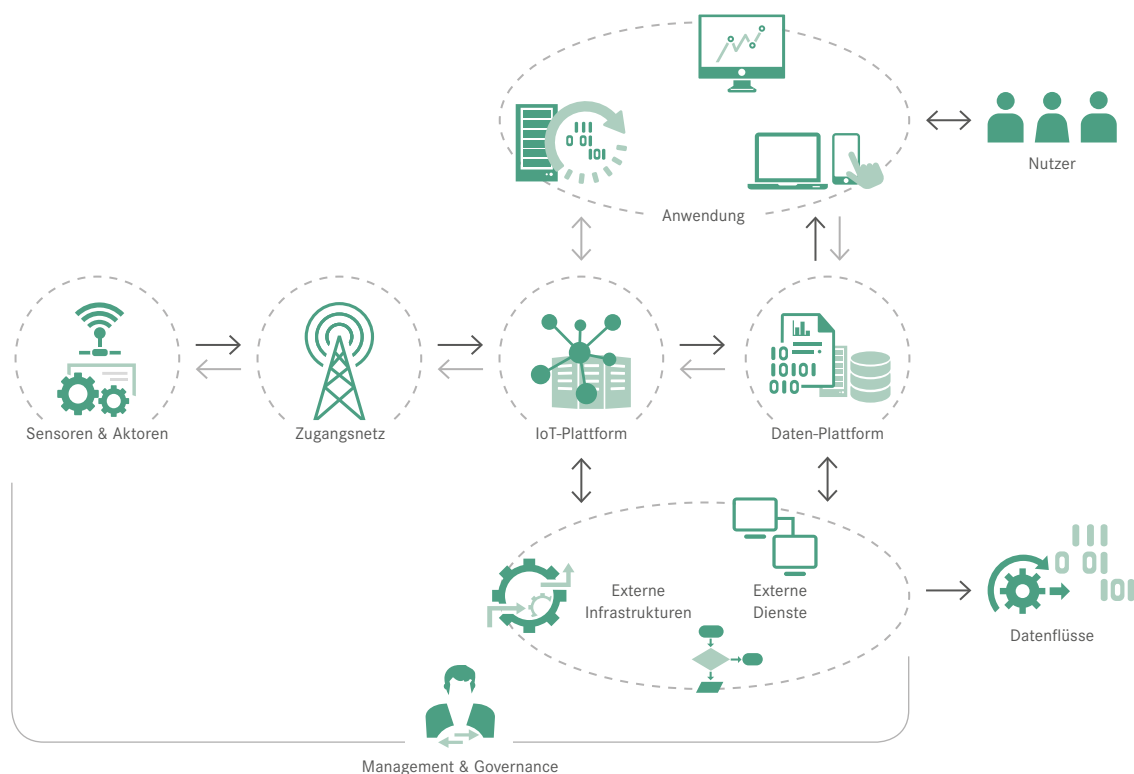 Nutzer
Anwendung
Sensoren & Aktoren
Zugangsnetz
IoT-Plattform
Daten-Plattform
Externe
Infrastrukturen
Externe
Dienste
Datenflüsse
Management & Governance